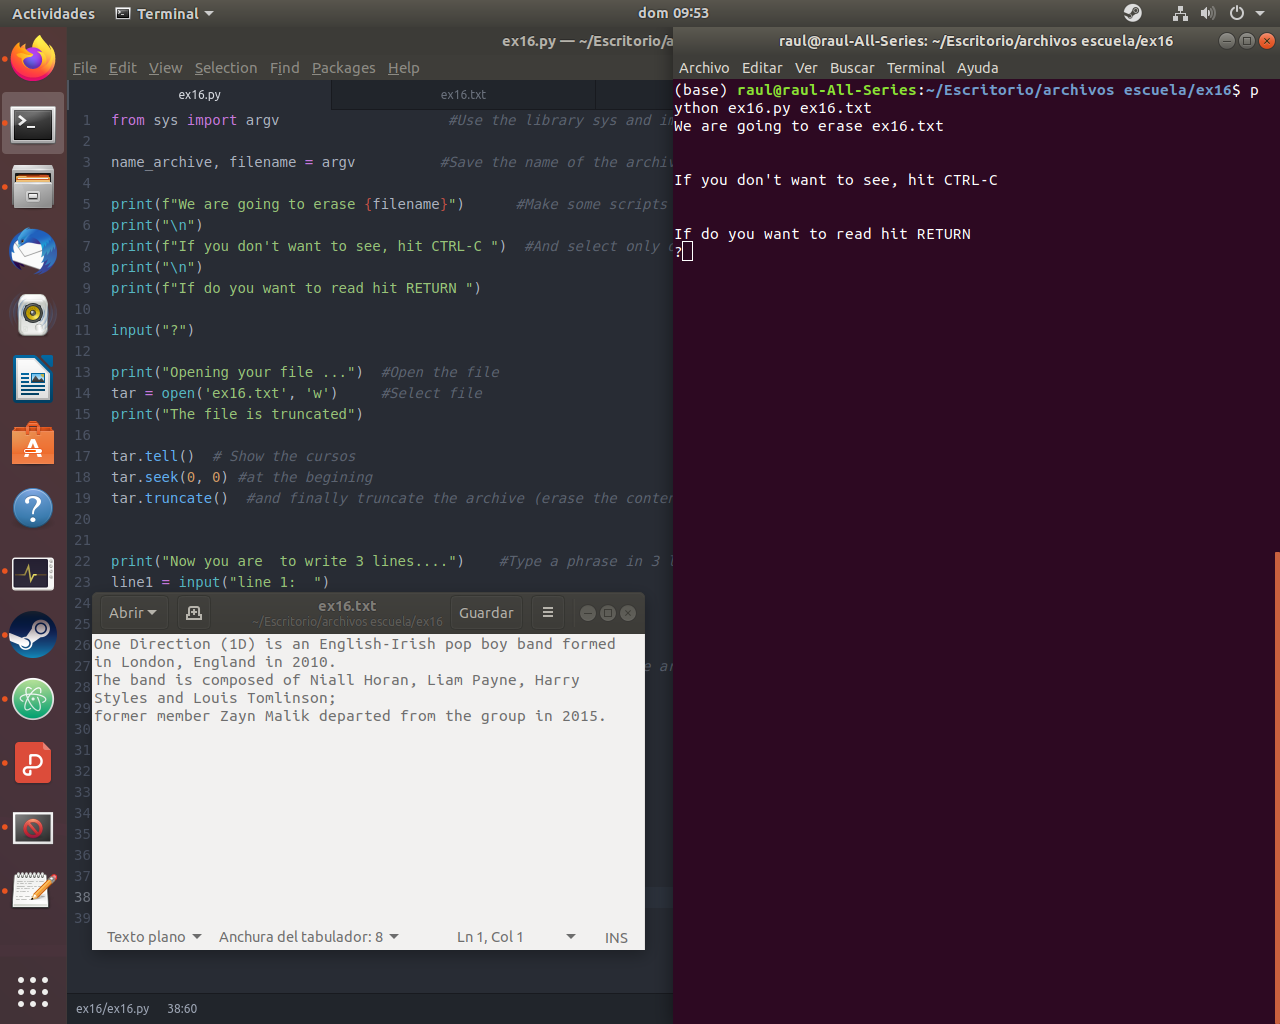 Actividades Terminal dom 09:53
ex16.py — ~/Escritorio/a
File Edit View Selection Find Packages Help
ex16.py ex16.txt
1 from sys import argv #Use the library sys and im
2
3 name_archive, filename = argv #Save the name of the archiv
4
5 print(f"We are going to erase {filename}") #Make some scripts
6 print("\n")
7 print(f"If you don't want to see, hit CTRL-C ") #And select only o
8 print("\n")
9 print(f"If do you want to read hit RETURN ")
10
11 input("?")
12
13 print("Opening your file ...") #Open the file
14 tar = open('ex16.txt', 'w') #Select file
15 print("The file is truncated")
16
17 tar.tell() # Show the cursos
18 tar.seek(0, 0) #at the begining
19 tar.truncate() #and finally truncate the archive (erase the conten
20
21
22 print("Now you are  to write 3 lines....") #Type a phrase in 3 l
23 line1 = input("line 1:  ")
24
25
26
27 e ar
28
29
30
31
32
33
34
35
36
37
38
39
ex16/ex16.py 38:60
Abrir ex16.txt Guardar
~/Escritorio/archivos escuela/ex16
One Direction (1D) is an English-Irish pop boy band formed
in London, England in 2010.
The band is composed of Niall Horan, Liam Payne, Harry
Styles and Louis Tomlinson;
former member Zayn Malik departed from the group in 2015.
Texto plano Anchura del tabulador: 8 Ln 1, Col 1 INS
raul@raul-All-Series: ~/Escritorio/archivos escuela/ex16
Archivo Editar Ver Buscar Terminal Ayuda
(base) raul@raul-All-Series:~/Escritorio/archivos escuela/ex16$ p
ython ex16.py ex16.txt
We are going to erase ex16.txt
If you don't want to see, hit CTRL-C
If do you want to read hit RETURN
?